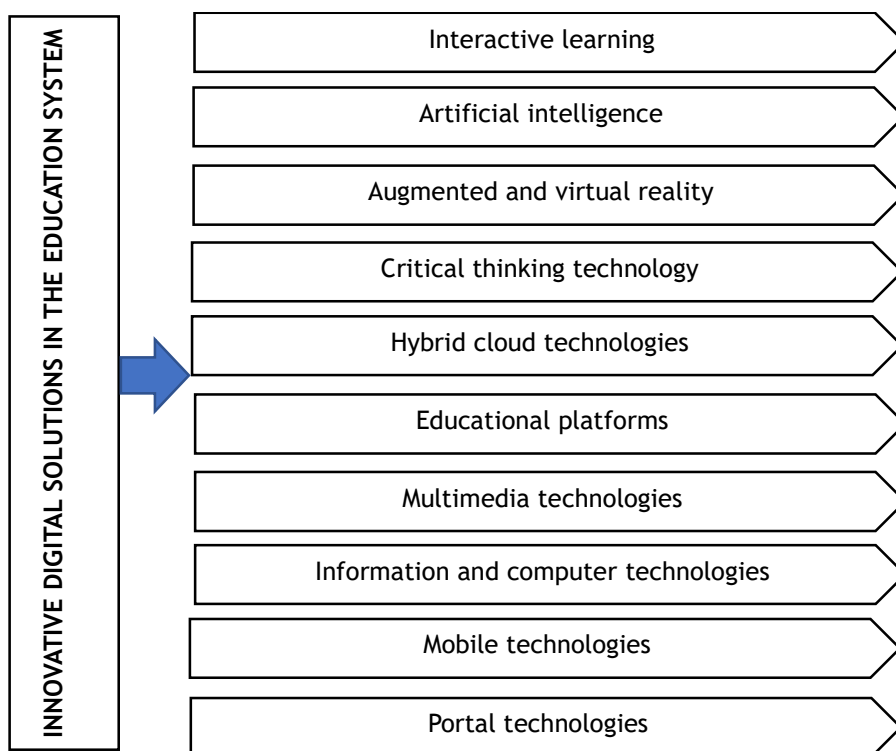 INNOVATIVE DIGITAL SOLUTIONS IN THE EDUCATION SYSTEM
Interactive learning
Artificial intelligence
Augmented and virtual reality
Critical thinking technology
Hybrid cloud technologies
Educational platforms
Multimedia technologies
Information and computer technologies
Mobile technologies
Portal technologies